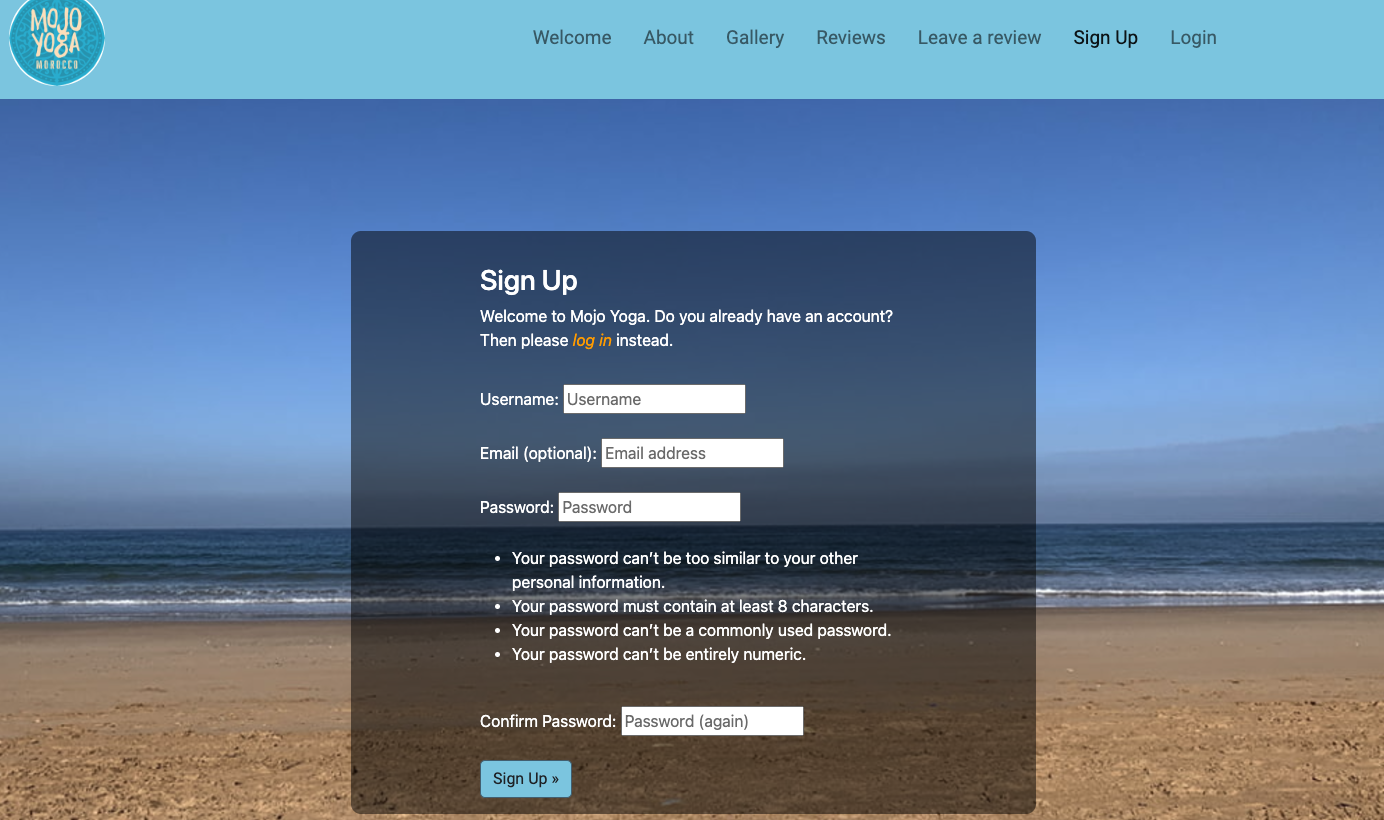 MOJO
YOGA
MOROCCO
Welcome About Gallery Reviews Leave a review Sign Up Login
Sign Up
Welcome to Mojo Yoga. Do you already have an account?
Then please log in instead.
Username: Username
Email (optional): Email address
Password: Password
• Your password can’t be too similar to your other
personal information.
• Your password must contain at least 8 characters.
• Your password can’t be a commonly used password.
• Your password can’t be entirely numeric.
Confirm Password: Password (again)
Sign Up »